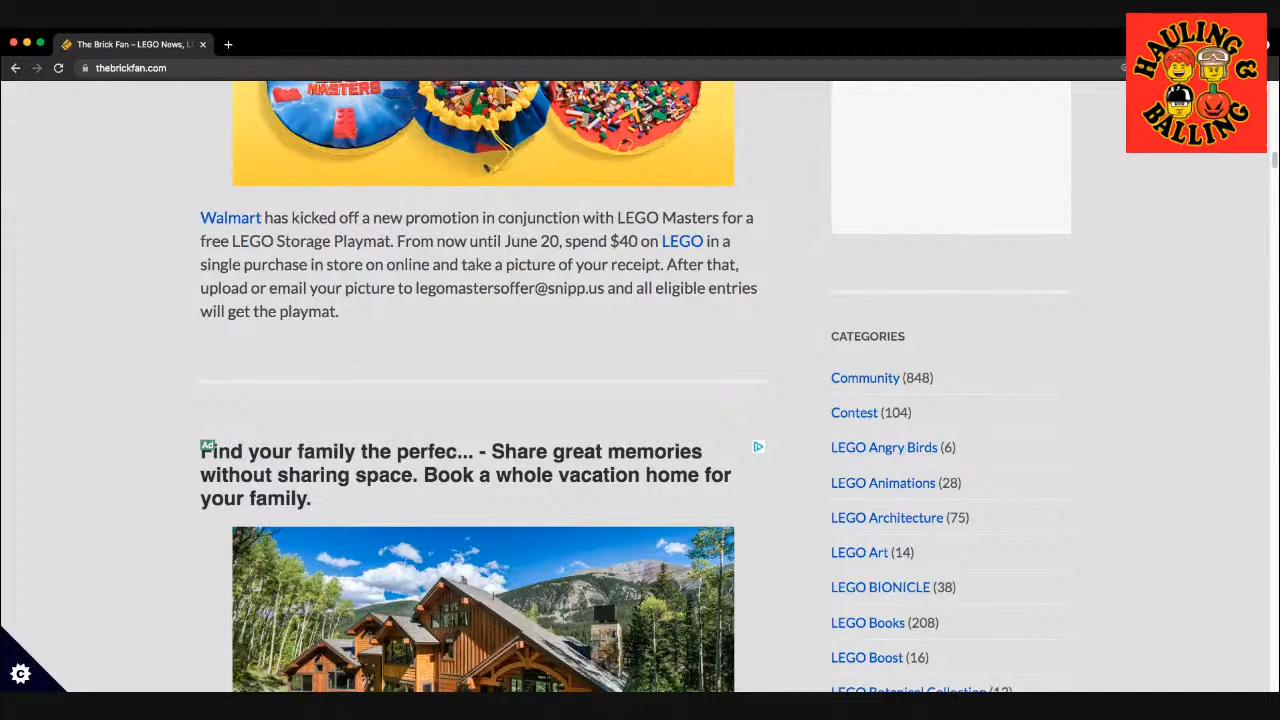 The Brick Fan – LEGO News, L
thebrickfan.com
HAULING &
BALLING
MASTERS
Walmart has kicked off a new promotion in conjunction with LEGO Masters for a
free LEGO Storage Playmat. From now until June 20, spend $40 on LEGO in a
single purchase in store on online and take a picture of your receipt. After that,
upload or email your picture to legomastersoffer@snipp.us and all eligible entries
will get the playmat.
Ad
Find your family the perfec... - Share great memories
without sharing space. Book a whole vacation home for
your family.
CATEGORIES
Community (848)
Contest (104)
LEGO Angry Birds (6)
LEGO Animations (28)
LEGO Architecture (75)
LEGO Art (14)
LEGO BIONICLE (38)
LEGO Books (208)
LEGO Boost (16)
LEGO Botanical Collection (12)